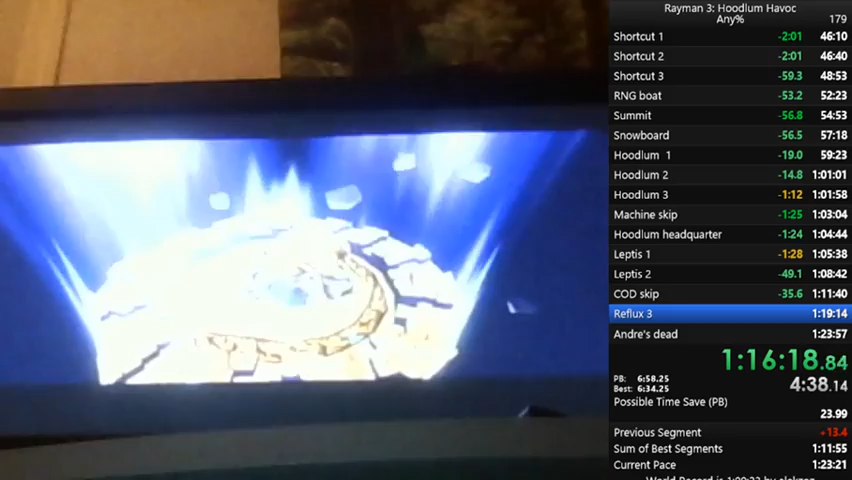 Rayman 3: Hoodlum Havoc
Any% 179
Shortcut 1 -2:01 46:10
Shortcut 2 -2:01 46:40
Shortcut 3 -59.3 48:53
RNG boat -53.2 52:23
Summit -56.8 54:53
Snowboard -56.5 57:18
Hoodlum 1 -19.0 59:23
Hoodlum 2 -14.8 1:01:01
Hoodlum 3 -1:12 1:01:58
Machine skip -1:25 1:03:04
Hoodlum headquarter -1:24 1:04:44
Leptis 1 -1:28 1:05:38
Leptis 2 -49.1 1:08:42
COD skip -35.6 1:11:40
Reflux 3 1:19:14
Andre's dead 1:23:57
1:16:18.84
PB: 6:58.25 4:38.14
Best: 6:34.25
Possible Time Save (PB)
23.99
Previous Segment +13.4
Sum of Best Segments 1:11:55
Current Pace 1:23:21